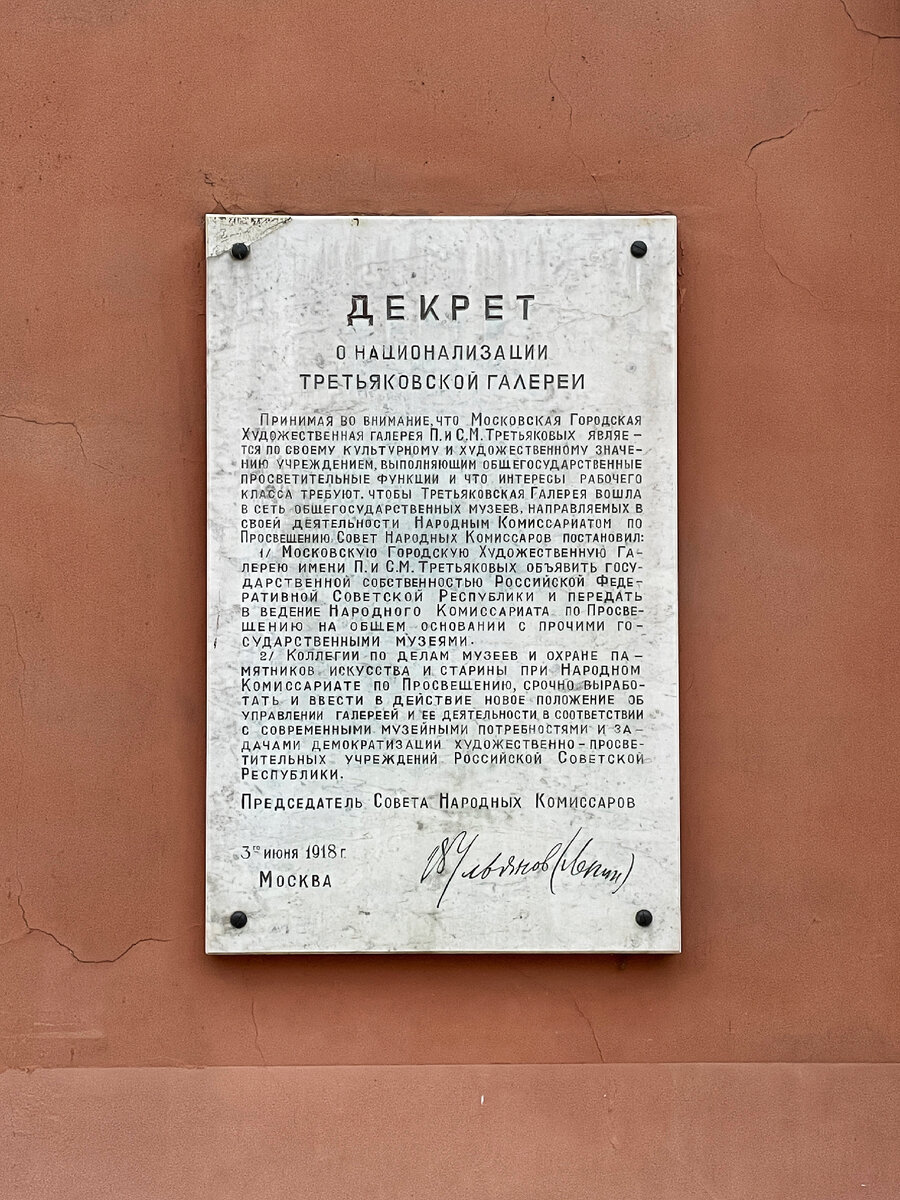 ДЕКРЕТ
О НАЦИОНАЛИЗАЦИИ
ТРЕТЬЯКОВСКОЙ ГАЛЕРЕИ
Принимая во внимание, что Московская Городская
Художественная галерея П. и С.М. Третьяковых являе-
тся по своему культурному и художественному значе-
нию учреждением, выполняющим общегосударственные
просветительные функции и что интересы рабочего
класса требуют, чтобы Третьяковская Галерея вошла
в сеть общегосударственных музеев, направляемых в
своей деятельности Народным Комиссариатом по
Просвещению, Совет Народных Комиссаров постановил:
1/ Московскую Городскую Художественную Га-
лерею имени П. и С.М. Третьяковых объявить госу-
дарственной собственностью Российской Феде-
ративной Советской Республики и передать
в ведение Народного Комиссариата по Просве-
щению на общем основании с прочими го-
сударственными музеями.
2/ Коллегии по делам музеев и охране па-
мятников искусства и старины при Народном
Комиссариате по Просвещению, срочно вырабо-
тать и ввести в действие новое положение об
управлении галереей и ее деятельности в соответствии
с современными музейными потребностями и за-
дачами демократизации художественно-просве-
тительных учреждений Российской Советской
Республики.
Председатель Совета Народных Комиссаров
3го июня 1918 г.
В Ульянов (Ленин)
Москва